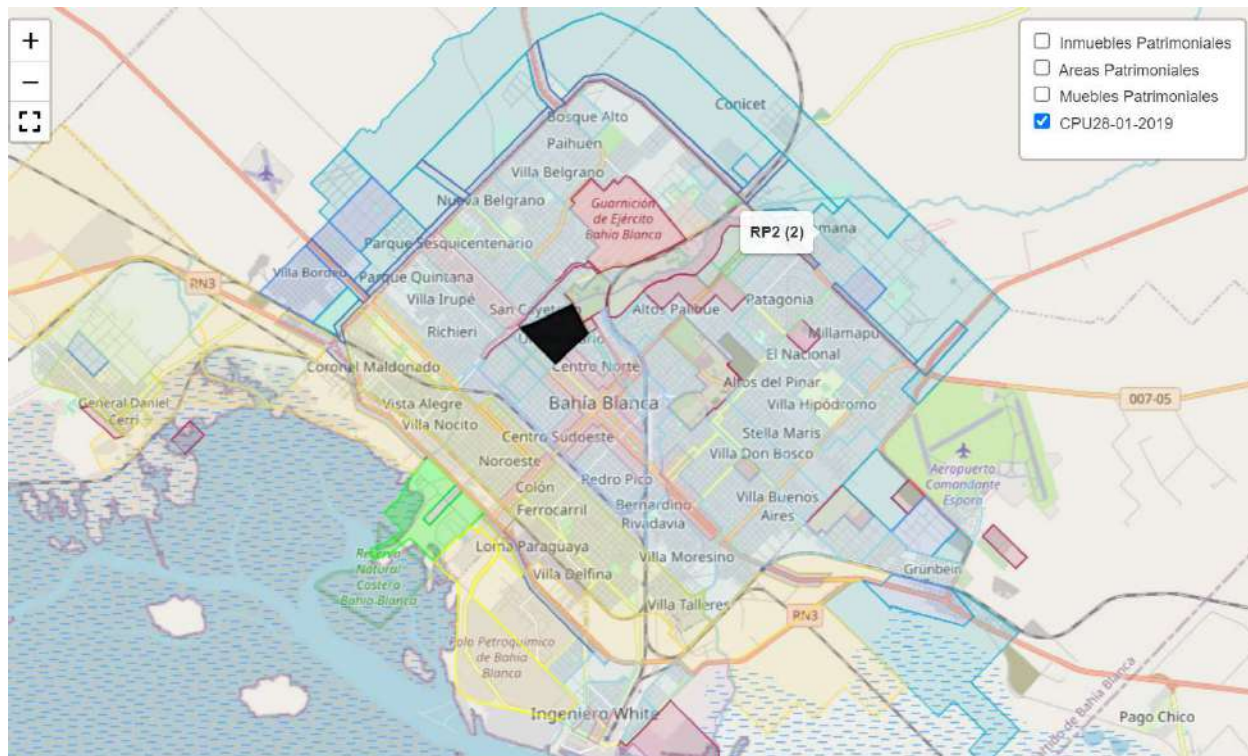 +
−
Inmuebles Patrimoniales
Areas Patrimoniales
Muebles Patrimoniales
CPU28-01-2019
Conicet
Bosque Alto
Paihuén
Villa Belgrano
Nueva Belgrano
Guarnición
de Ejército
Bahía Blanca
RP2 (2)
Parque Sesquicentenario
Villa Bordeu
Parque Quintana
RN3
Villa Irupé
San Cayetano
Altos Palihue
Patagonia
Richieri
Millamapú
El Nacional
Coronel Maldonado
Centro Norte
Altos del Pinar
General Daniel
Cerri
Vista Alegre
Bahía Blanca
Villa Hipódromo
007-05
Villa Nocito
Centro Sudoeste
Stella Maris
Villa Don Bosco
Noroeste
Aeropuerto
Comandante
Espora
Colón
Pedro Pico
Villa Buenos
Aires
Ferrocarril
Bernardino
Rivadavia
Loma Paraguaya
Villa Moresino
Reserva
Natural
Costera
Bahía Blanca
Villa Delfina
Grünbein
Villa Talleres
RN3
Polo Petroquímico
de Bahía
Blanca
Ingeniero White
Pago Chico